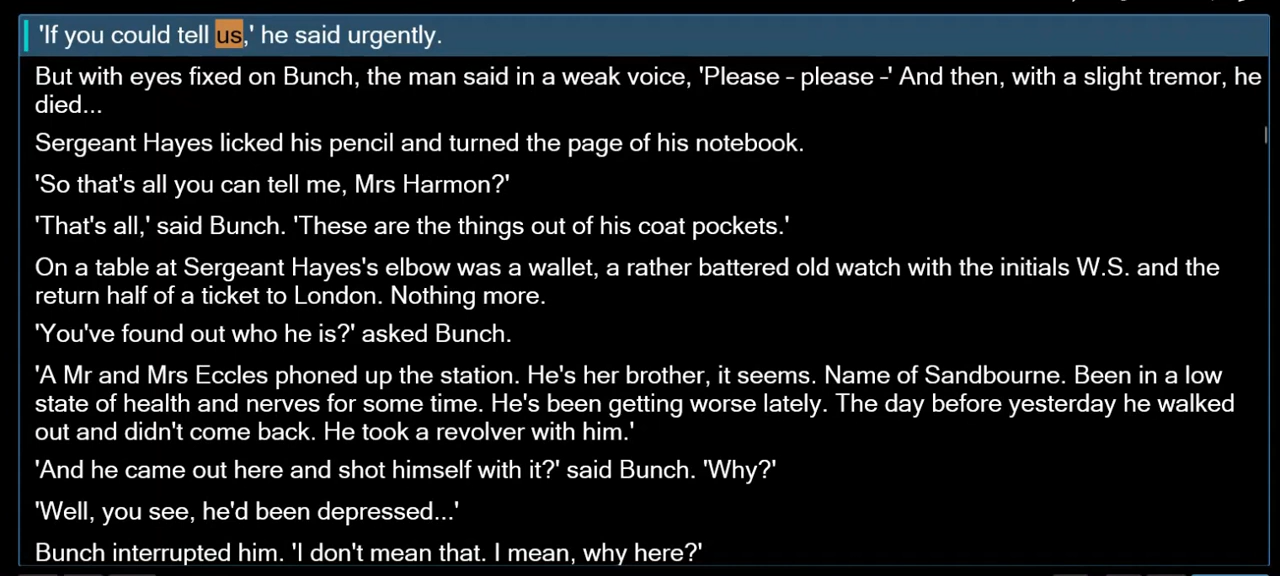 'If you could tell us,' he said urgently.
But with eyes fixed on Bunch, the man said in a weak voice, 'Please - please -' And then, with a slight tremor, he
died...
Sergeant Hayes licked his pencil and turned the page of his notebook.
'So that's all you can tell me, Mrs Harmon?'
'That's all,' said Bunch. 'These are the things out of his coat pockets.'
On a table at Sergeant Hayes's elbow was a wallet, a rather battered old watch with the initials W.S. and the
return half of a ticket to London. Nothing more.
'You've found out who he is?' asked Bunch.
'A Mr and Mrs Eccles phoned up the station. He's her brother, it seems. Name of Sandbourne. Been in a low
state of health and nerves for some time. He's been getting worse lately. The day before yesterday he walked
out and didn't come back. He took a revolver with him.'
'And he came out here and shot himself with it?' said Bunch. 'Why?'
'Well, you see, he'd been depressed...'
Bunch interrupted him. 'I don't mean that. I mean, why here?'